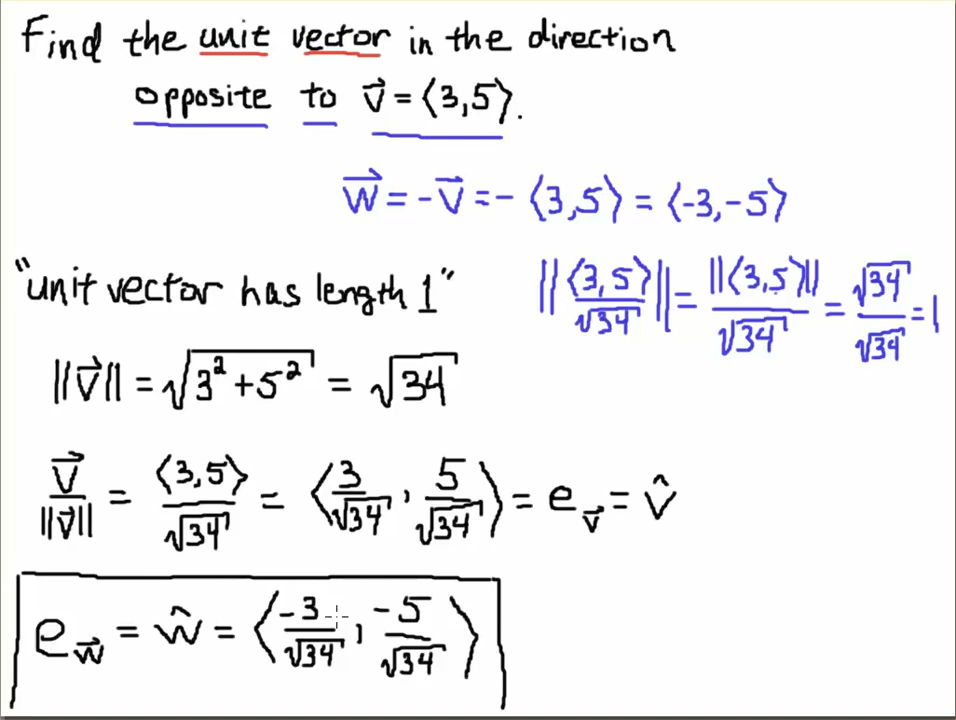 Find the unit vector in the direction
opposite to v⃗ = ⟨3,5⟩.
w⃗ = -v⃗ = - ⟨3,5⟩ = ⟨-3,-5⟩
"unit vector has length 1"
||⟨3,5⟩/√34|| = ||⟨3,5⟩||/√34 = √34/√34 = 1
||v⃗|| = √(3²+5²) = √34
v⃗/||v⃗|| = ⟨3,5⟩/√34 = ⟨3/√34, 5/√34⟩ = e_v⃗ = v̂
e_w⃗ = ŵ = ⟨-3/√34, -5/√34⟩